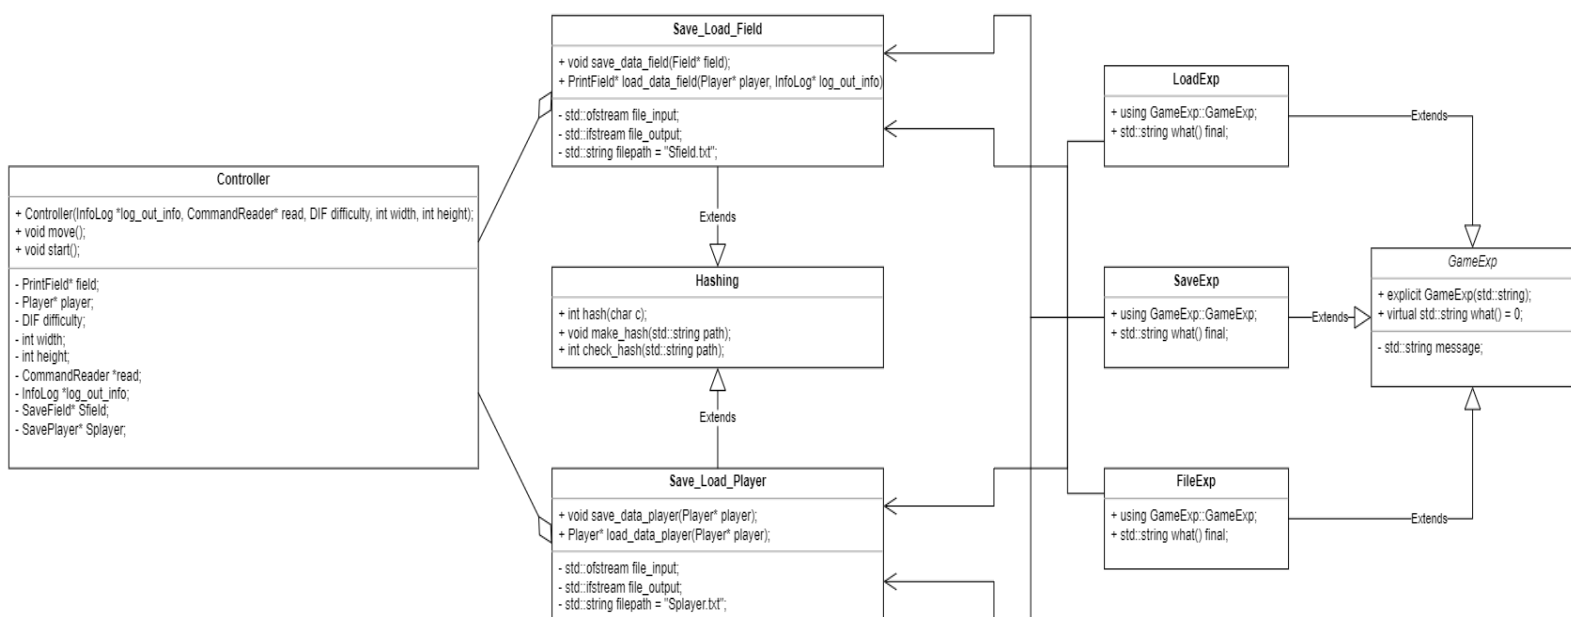 Save_Load_Field
+ void save_data_field(Field* field);
+ PrintField* load_data_field(Player* player, InfoLog* log_out_info)
- std::ofstream file_input;
- std::ifstream file_output;
- std::string filepath = "Sfield.txt";
Controller
+ Controller(InfoLog *log_out_info, CommandReader* read, DIF difficulty, int width, int height);
+ void move();
+ void start();
- PrintField* field;
- Player* player;
- DIF difficulty;
- int width;
- int height;
- CommandReader *read;
- InfoLog *log_out_info;
- SaveField* Sfield;
- SavePlayer* Splayer;
Extends
Hashing
+ int hash(char c);
+ void make_hash(std::string path);
+ int check_hash(std::string path);
Extends
Save_Load_Player
+ void save_data_player(Player* player);
+ Player* load_data_player(Player* player);
- std::ofstream file_input;
- std::ifstream file_output;
- std::string filepath = "Splayer.txt";
LoadExp
+ using GameExp::GameExp;
+ std::string what() final;
Extends
SaveExp
+ using GameExp::GameExp;
+ std::string what() final;
Extends
FileExp
+ using GameExp::GameExp;
+ std::string what() final;
Extends
GameExp
+ explicit GameExp(std::string);
+ virtual std::string what() = 0;
- std::string message;